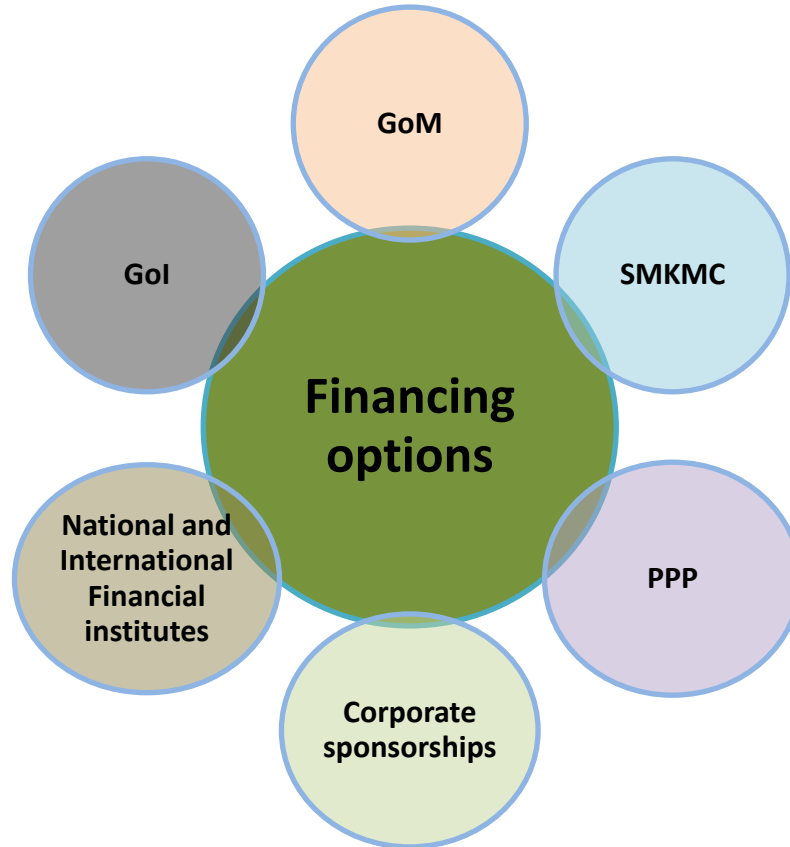 GoM
GoI
SMKMC
Financing
options
National and
International
Financial
institutes
PPP
Corporate
sponsorships